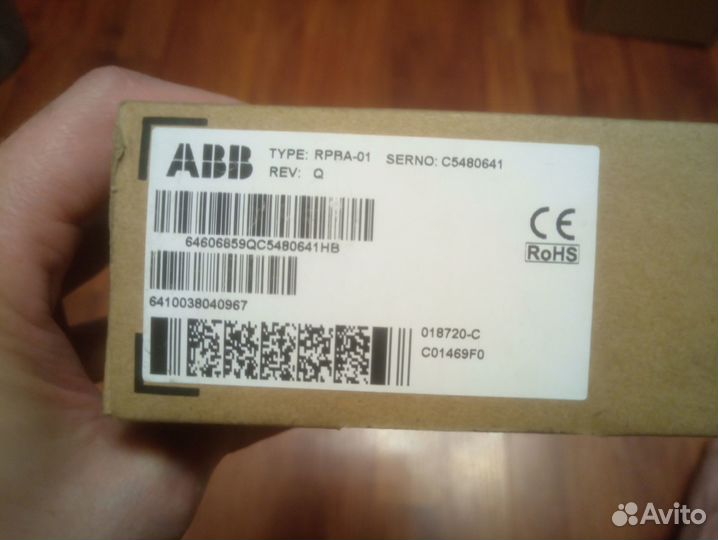 ABB TYPE: RPBA-01 SERNO: C5480641
REV: Q
64606859QC5480641HB
6410038040967
CE
RoHS
018720-C
C01469F0
Avito